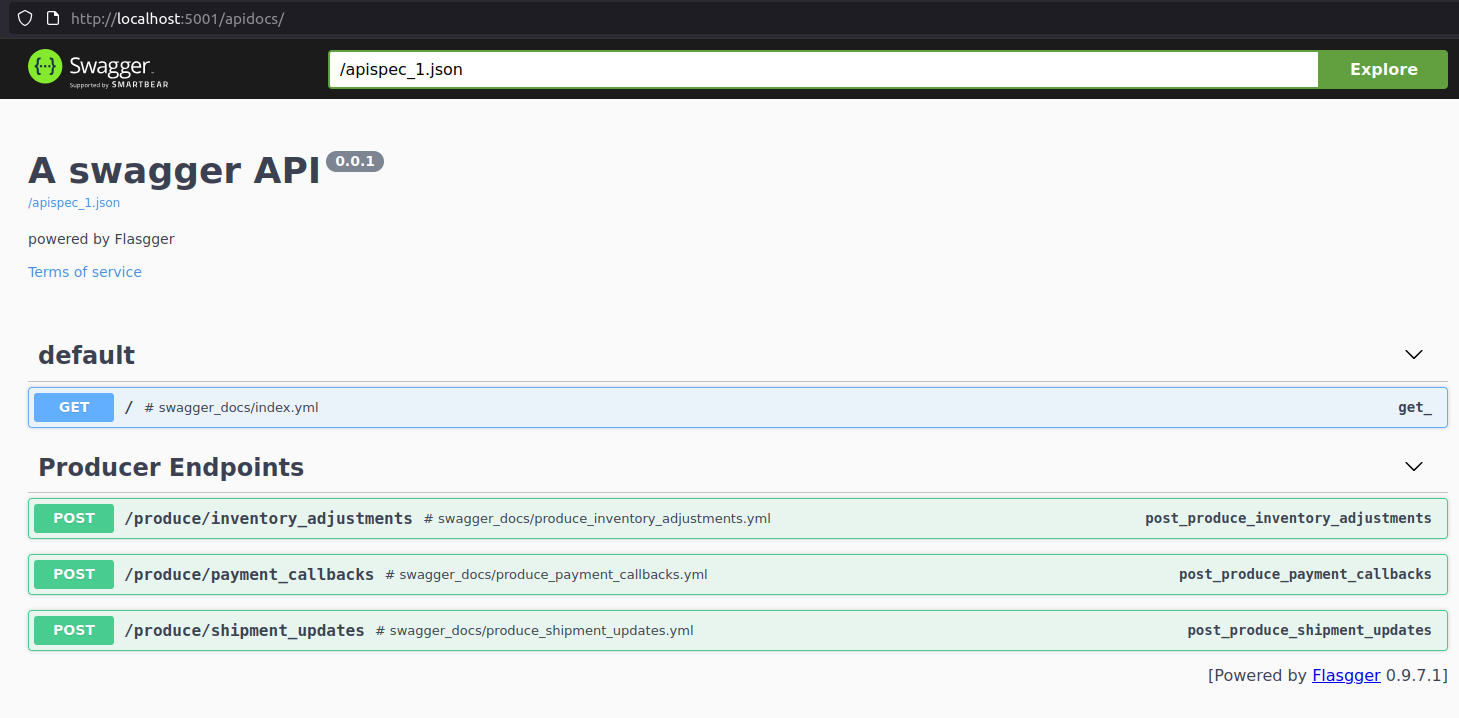 http://localhost:5001/apidocs/
{···} Swagger.
Supported by SMARTBEAR
/apispec_1.json
Explore
A swagger API 0.0.1
/apispec_1.json
powered by Flasgger
Terms of service
default
GET / # swagger_docs/index.yml get_
Producer Endpoints
POST /produce/inventory_adjustments # swagger_docs/produce_inventory_adjustments.yml post_produce_inventory_adjustments
POST /produce/payment_callbacks # swagger_docs/produce_payment_callbacks.yml post_produce_payment_callbacks
POST /produce/shipment_updates # swagger_docs/produce_shipment_updates.yml post_produce_shipment_updates
[Powered by Flasgger 0.9.7.1]